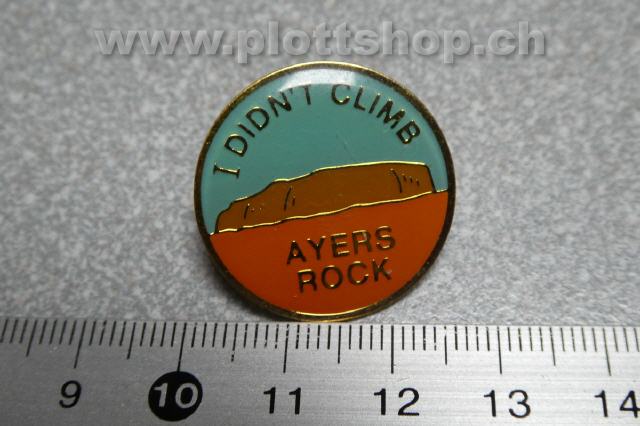 www.plottshop.ch
I DIDN'T CLIMB
AYERS
ROCK
9 10 11 12 13 14